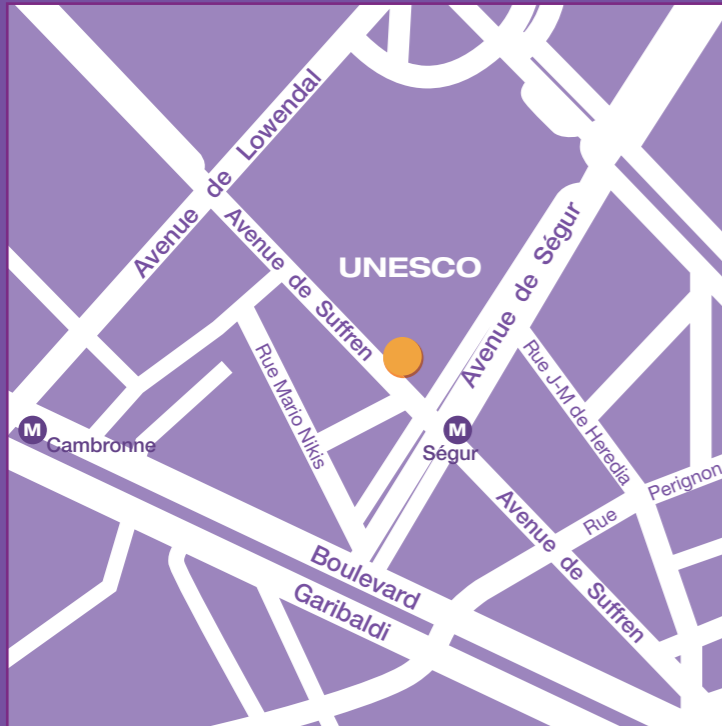 Avenue de Lowendal
Avenue de Suffren
UNESCO
Avenue de Ségur
Rue Mario Nikis
Rue J-M de Heredia
M
Cambronne
M
Ségur
Rue Perignon
Avenue de Suffren
Boulevard
Garibaldi